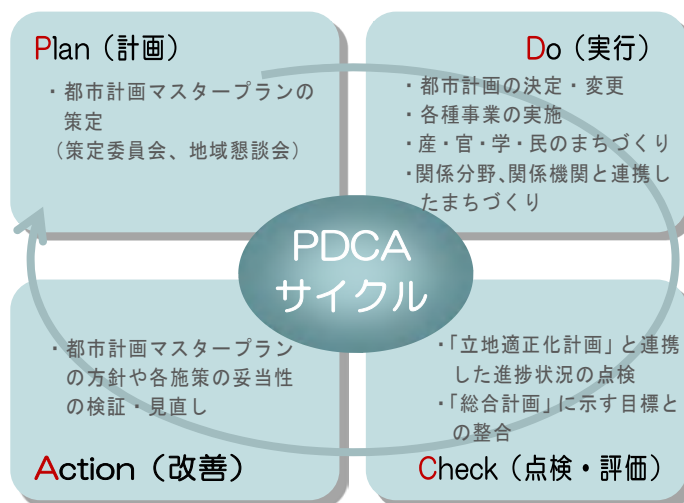 Plan（計画）
・都市計画マスタープランの
策定
（策定委員会、地域懇談会）
Do（実行）
・都市計画の決定・変更
・各種事業の実施
・産・官・学・民のまちづくり
・関係分野、関係機関と連携し
たまちづくり
PDCA
サイクル
・都市計画マスタープラン
の方針や各施策の妥当性
の検証・見直し
Action（改善）
・「立地適正化計画」と連携
した進捗状況の点検
・「総合計画」に示す目標と
の整合
Check（点検・評価）